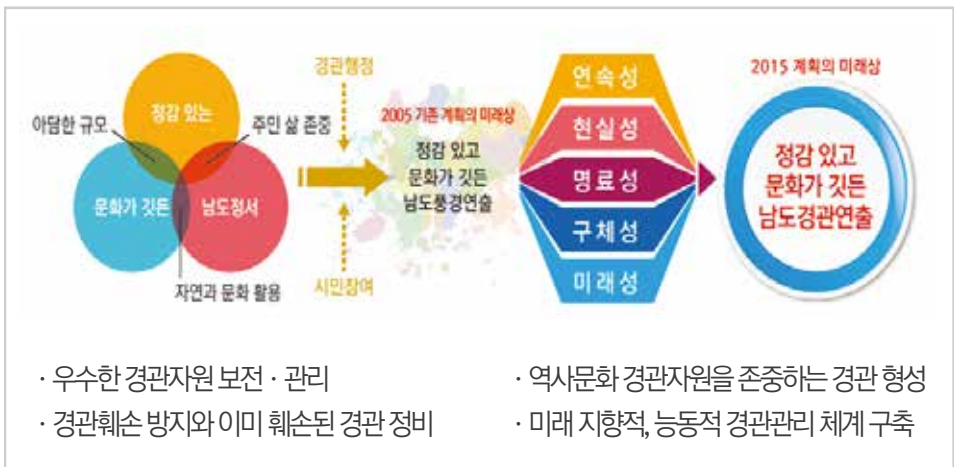 정감 있는
아담한 규모
주민 삶 존중
문화가 깃든
남도정서
자연과 문화 활용
경관행정
시민참여
2005 기존 계획의 미래상
정감 있고
문화가 깃든
남도풍경연출
연속성
현실성
명료성
구체성
미래성
2015 계획의 미래상
정감 있고
문화가 깃든
남도경관연출
· 우수한 경관자원 보전 · 관리
· 경관훼손 방지와 이미 훼손된 경관 정비
· 역사문화 경관자원을 존중하는 경관 형성
· 미래 지향적, 능동적 경관관리 체계 구축